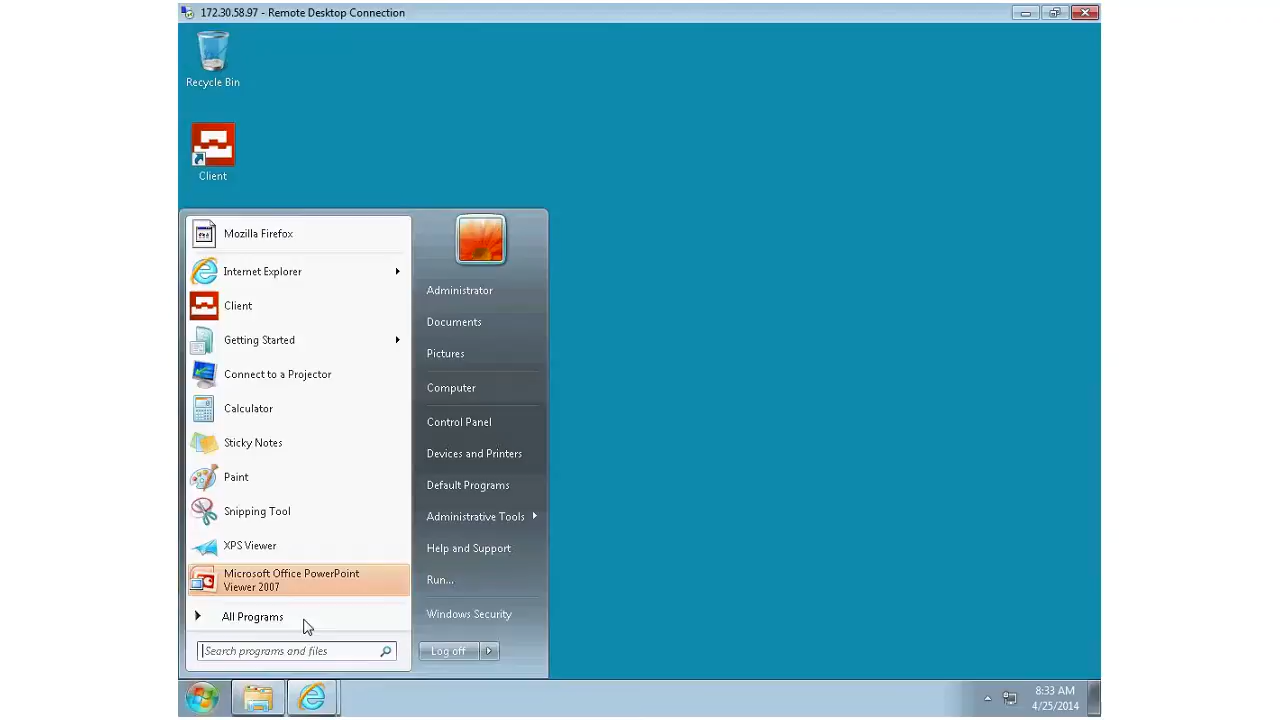 172.30.58.97 - Remote Desktop Connection
Recycle Bin
Client
Mozilla Firefox
Internet Explorer
Client
Getting Started
Connect to a Projector
Calculator
Sticky Notes
Paint
Snipping Tool
XPS Viewer
Microsoft Office PowerPoint
Viewer 2007
All Programs
Search programs and files
Administrator
Documents
Pictures
Computer
Control Panel
Devices and Printers
Default Programs
Administrative Tools
Help and Support
Run...
Windows Security
Log off
8:33 AM
4/25/2014